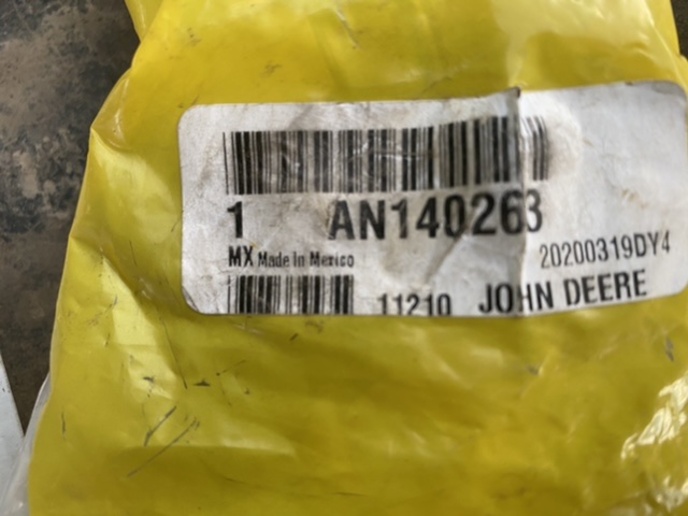 1 AN140263
MX Made In Mexico
20200319DY4
11210 JOHN DEERE